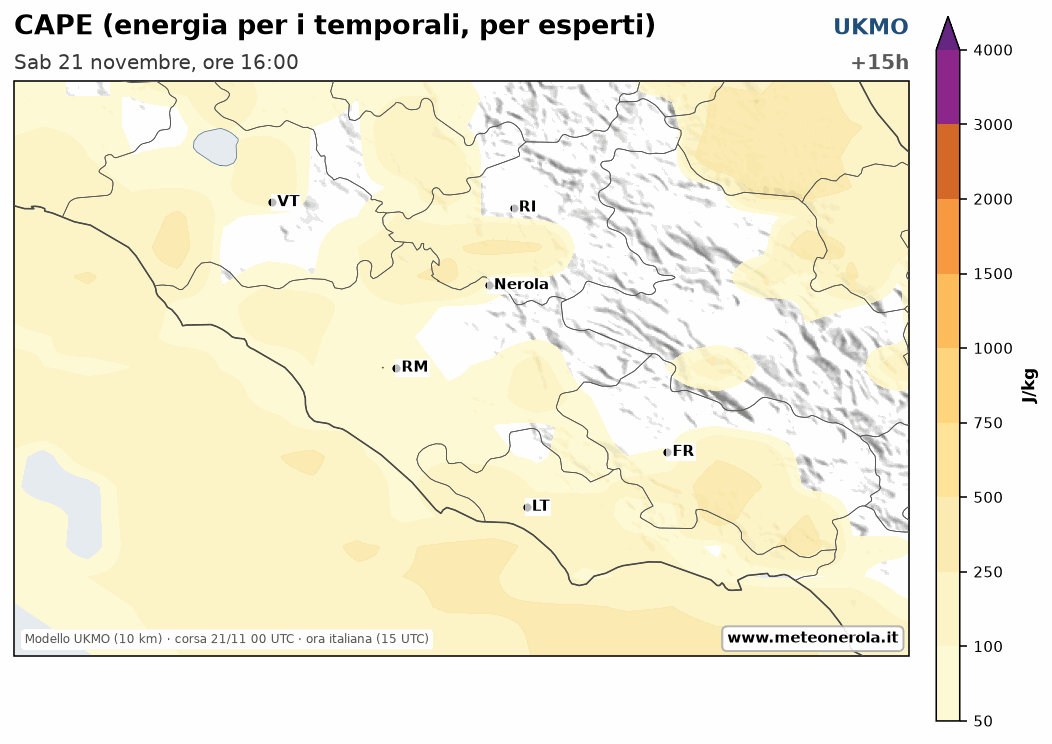 CAPE (energia per i temporali, per esperti)
UKMO
Sab 21 novembre, ore 16:00
+15h
4000
3000
2000
1500
1000
750
500
250
100
50
J/kg
VT
RI
Nerola
RM
FR
LT
Modello UKMO (10 km) · corsa 21/11 00 UTC · ora italiana (15 UTC)
www.meteonerola.it